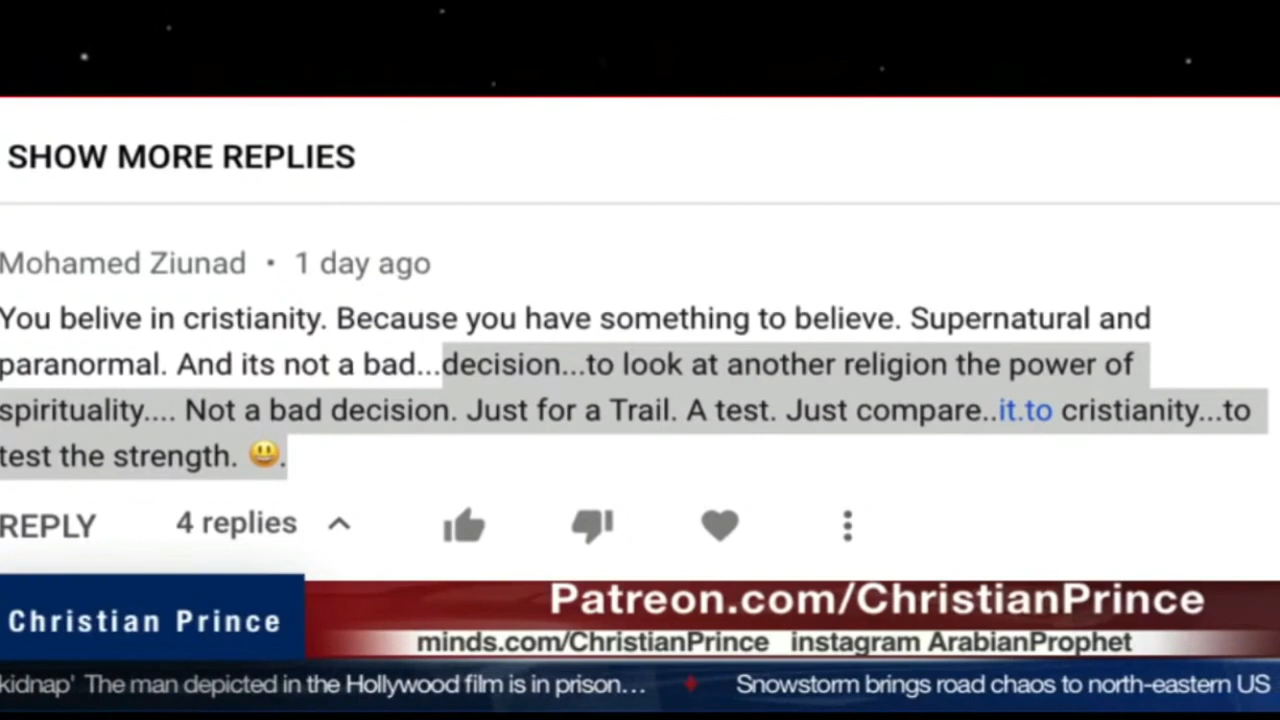 SHOW MORE REPLIES
Mohamed Ziunad • 1 day ago
You belive in cristianity. Because you have something to believe. Supernatural and
paranormal. And its not a bad...decision...to look at another religion the power of
spirituality.... Not a bad decision. Just for a Trail. A test. Just compare..it.to cristianity...to
test the strength. 😃.
REPLY 4 replies
Christian Prince
Patreon.com/ChristianPrince
minds.com/ChristianPrince instagram ArabianProphet
kidnap' The man depicted in the Hollywood film is in prison... ♦ Snowstorm brings road chaos to north-eastern US